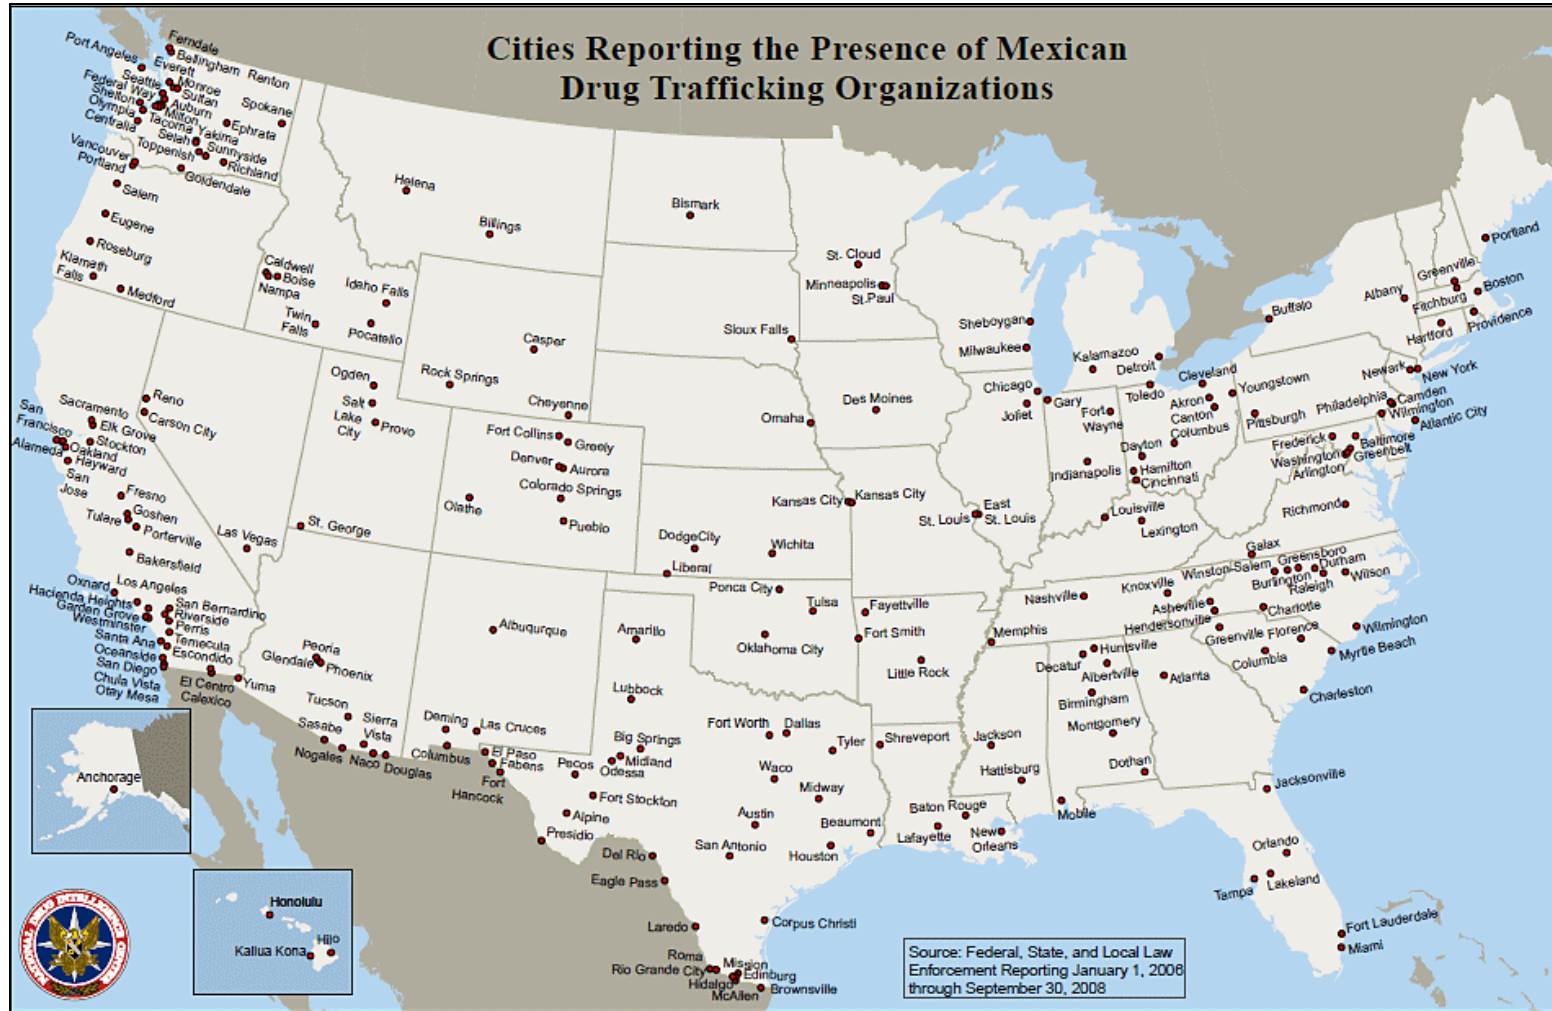 Cities Reporting the Presence of Mexican
Drug Trafficking Organizations
Ferndale
Port Angeles
Bellingham
Renton
Everett
Seattle
Monroe
Federal Way
Sultan
Spokane
Shelton
Auburn
Olympia
Milton
Ephrata
Centralia
Tacoma
Yakima
Selah
Sunnyside
Toppenish
Richland
Vancouver
Goldendale
Portland
Salem
Eugene
Roseburg
Klamath
Falls
Medford
Helena
Billings
Caldwell
Boise
Nampa
Idaho Falls
Twin
Falls
Pocatello
Bismark
St. Cloud
Minneapolis
St.Paul
Sioux Falls
Casper
Rock Springs
Cheyenne
Ogden
Salt
Lake
City
Provo
St. George
Reno
Carson City
Las Vegas
Sacramento
Elk Grove
San
Francisco
Stockton
Oakland
Alameda
Hayward
San
Jose
Fresno
Goshen
Tulare
Porterville
Bakersfield
Oxnard
Los Angeles
Hacienda Heights
San Bernardino
Garden Grove
Riverside
Westminster
Perris
Santa Ana
Temecula
Oceanside
Escondido
San Diego
Chula Vista
Otay Mesa
El Centro
Calexico
Yuma
Fort Collins
Greely
Denver
Aurora
Colorado Springs
Olathe
Pueblo
Omaha
Des Moines
Kansas City
Kansas City
DodgeCity
Wichita
Liberal
St. Louis
East
St. Louis
Sheboygan
Milwaukee
Chicago
Joliet
Gary
Kalamazoo
Detroit
Fort
Wayne
Indianapolis
Toledo
Cleveland
Youngstown
Akron
Canton
Columbus
Dayton
Hamilton
Cincinnati
Louisville
Lexington
Buffalo
Albany
Greenville
Portland
Boston
Fitchburg
Hartford
Providence
Newark
New York
Pittsburgh
Philadelphia
Camden
Wilmington
Atlantic City
Frederick
Baltimore
Washington
Greenbelt
Arlington
Richmond
Galax
Winston-Salem
Greensboro
Durham
Burlington
Raleigh
Wilson
Asheville
Charlotte
Hendersonville
Wilmington
Greenville
Florence
Columbia
Myrtle Beach
Charleston
Nashville
Knoxville
Memphis
Ponca City
Tulsa
Oklahoma City
Fayettville
Fort Smith
Little Rock
Peoria
Glendale
Phoenix
Tucson
Sierra
Vista
Sasabe
Nogales
Naco
Douglas
Albuqurque
Deming
Las Cruces
Columbus
El Paso
Fabens
Fort
Hancock
Amarillo
Lubbock
Big Springs
Midland
Odessa
Pecos
Fort Stockton
Alpine
Presidio
Del Rio
Eagle Pass
Laredo
Roma
Rio Grande City
Mission
Edinburg
Hidalgo
McAllen
Brownsville
Corpus Christi
Fort Worth
Dallas
Tyler
Waco
Midway
Austin
Beaumont
San Antonio
Houston
Shreveport
Baton Rouge
Lafayette
New
Orleans
Jackson
Hattisburg
Decatur
Huntsville
Albertville
Birmingham
Montgomery
Dothan
Mobile
Atlanta
Jacksonville
Orlando
Tampa
Lakeland
Fort Lauderdale
Miami
Anchorage
Honolulu
Kailua Kona
Hilo
Source: Federal, State, and Local Law
Enforcement Reporting January 1, 2006
through September 30, 2008